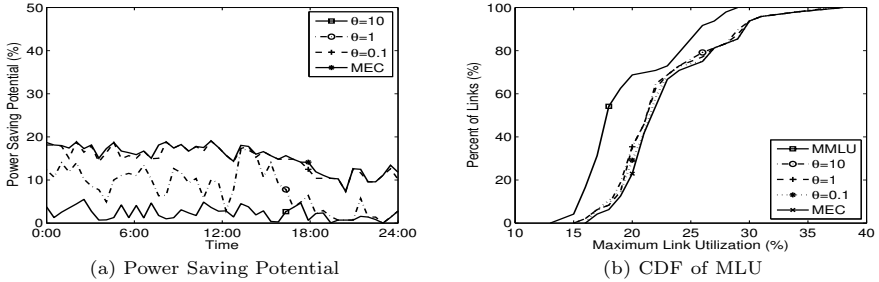 50
40
30
20
10
0
Power Saving Potential (%)
0:00
6:00
12:00
18:00
24:00
Time
θ=10
θ=1
θ=0.1
MEC
(a) Power Saving Potential
100
80
60
40
20
0
Percent of Links (%)
10
15
20
25
30
35
40
Maximum Link Utilization (%)
MMLU
θ=10
θ=1
θ=0.1
MEC
(b) CDF of MLU